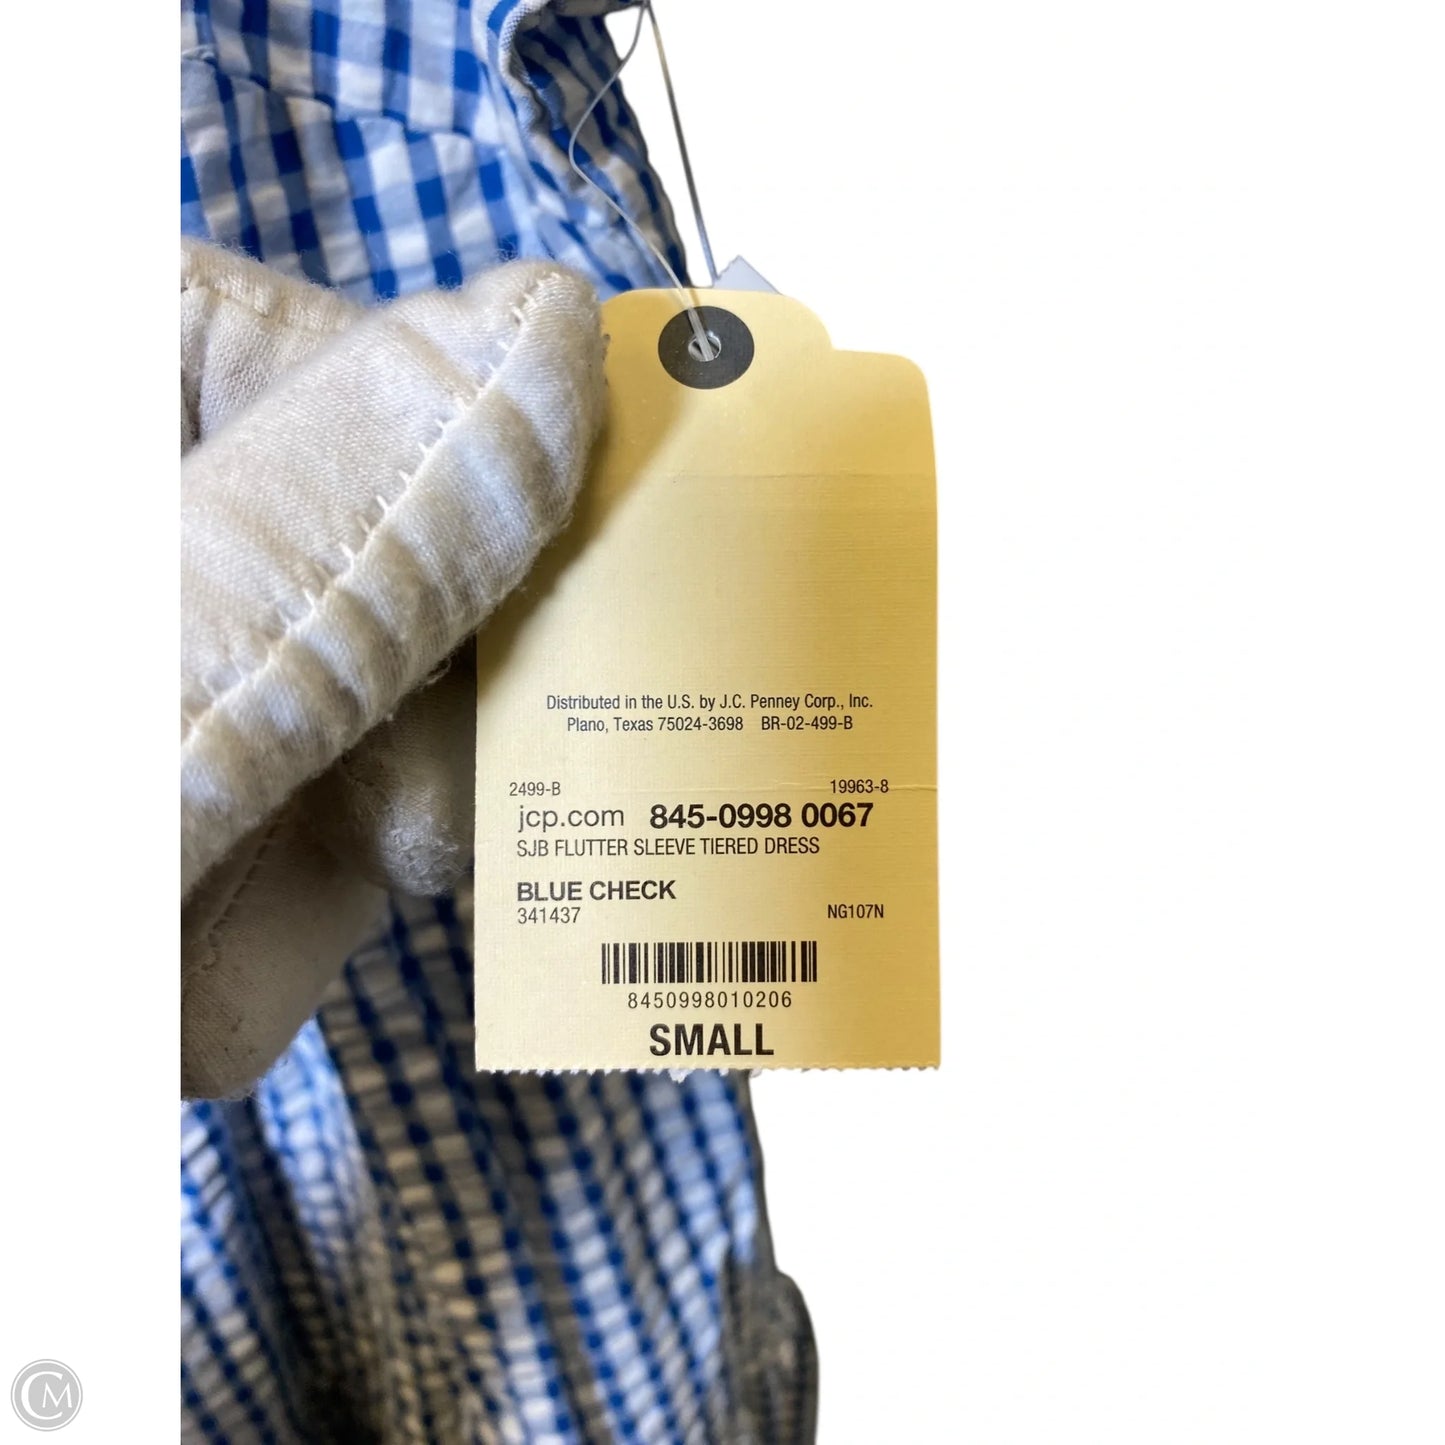 Distributed in the U.S. by J.C. Penney Corp., Inc.
Plano, Texas 75024-3698 BR-02-499-B
2499-B 19963-8
jcp.com 845-0998 0067
SJB FLUTTER SLEEVE TIERED DRESS
BLUE CHECK
341437 NG107N
8450998010206
SMALL
CM